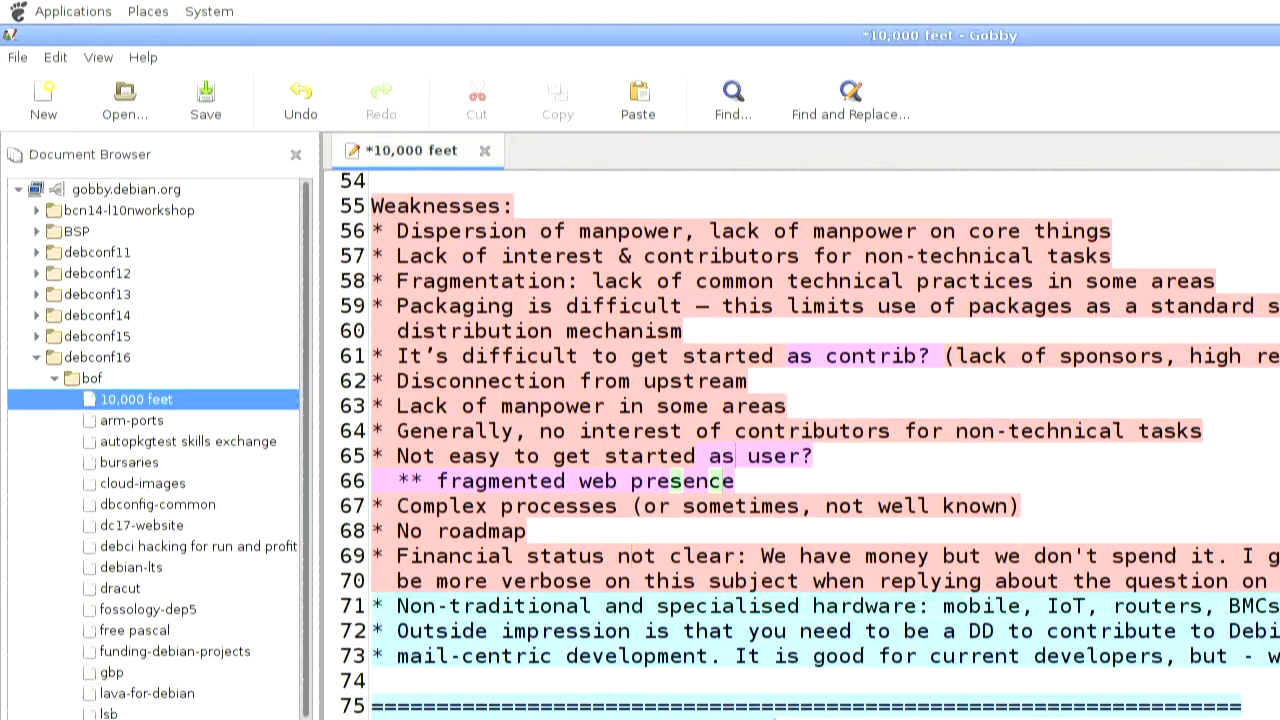 Applications Places System
*10,000 feet - Gobby
File Edit View Help
New Open... Save Undo Redo Cut Copy Paste Find... Find and Replace...
Document Browser
*10,000 feet
gobby.debian.org
bcn14-l10nworkshop
BSP
debconf11
debconf12
debconf13
debconf14
debconf15
debconf16
bof
10,000 feet
arm-ports
autopkgtest skills exchange
bursaries
cloud-images
dbconfig-common
dc17-website
debci hacking for run and profit
debian-lts
dracut
fossology-dep5
free pascal
funding-debian-projects
gbp
lava-for-debian
lsb
54
55 Weaknesses:
56 * Dispersion of manpower, lack of manpower on core things
57 * Lack of interest & contributors for non-technical tasks
58 * Fragmentation: lack of common technical practices in some areas
59 * Packaging is difficult – this limits use of packages as a standard s
60 distribution mechanism
61 * It’s difficult to get started as contrib? (lack of sponsors, high re
62 * Disconnection from upstream
63 * Lack of manpower in some areas
64 * Generally, no interest of contributors for non-technical tasks
65 * Not easy to get started as user?
66 ** fragmented web presence
67 * Complex processes (or sometimes, not well known)
68 * No roadmap
69 * Financial status not clear: We have money but we don't spend it. I g
70 be more verbose on this subject when replying about the question on
71 * Non-traditional and specialised hardware: mobile, IoT, routers, BMCs
72 * Outside impression is that you need to be a DD to contribute to Debi
73 * mail-centric development. It is good for current developers, but - w
74
75 ===================================================================